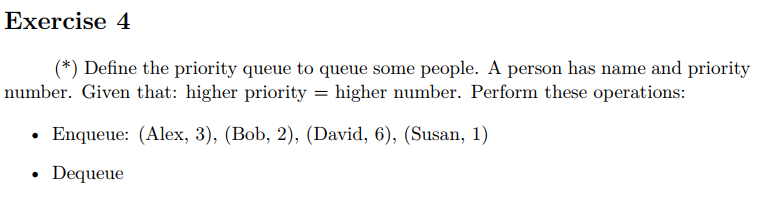 Exercise 4
(*) Define the priority queue to queue some people. A person has name and priority
number. Given that: higher priority = higher number. Perform these operations:
• Enqueue: (Alex, 3), (Bob, 2), (David, 6), (Susan, 1)
• Dequeue